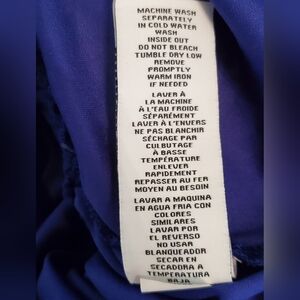 MACHINE WASH
SEPARATELY
IN COLD WATER
WASH
INSIDE OUT
DO NOT BLEACH
TUMBLE DRY LOW
REMOVE
PROMPTLY
WARM IRON
IF NEEDED
LAVER À
LA MACHINE
À L'EAU FROIDE
SÉPARÉMENT
LAVER À L'ENVERS
NE PAS BLANCHIR
SÉCHAGE PAR
CULBUTAGE
À BASSE
TEMPÉRATURE
ENLEVER
RAPIDEMENT
REPASSER AU FER
MOYEN AU BESOIN
LAVAR A MAQUINA
EN AGUA FRIA CON
COLORES
SIMILARES
LAVAR POR
EL REVERSO
NO USAR
BLANQUEADOR
SECAR EN
SECADORA A
TEMPERATURA
BAJA